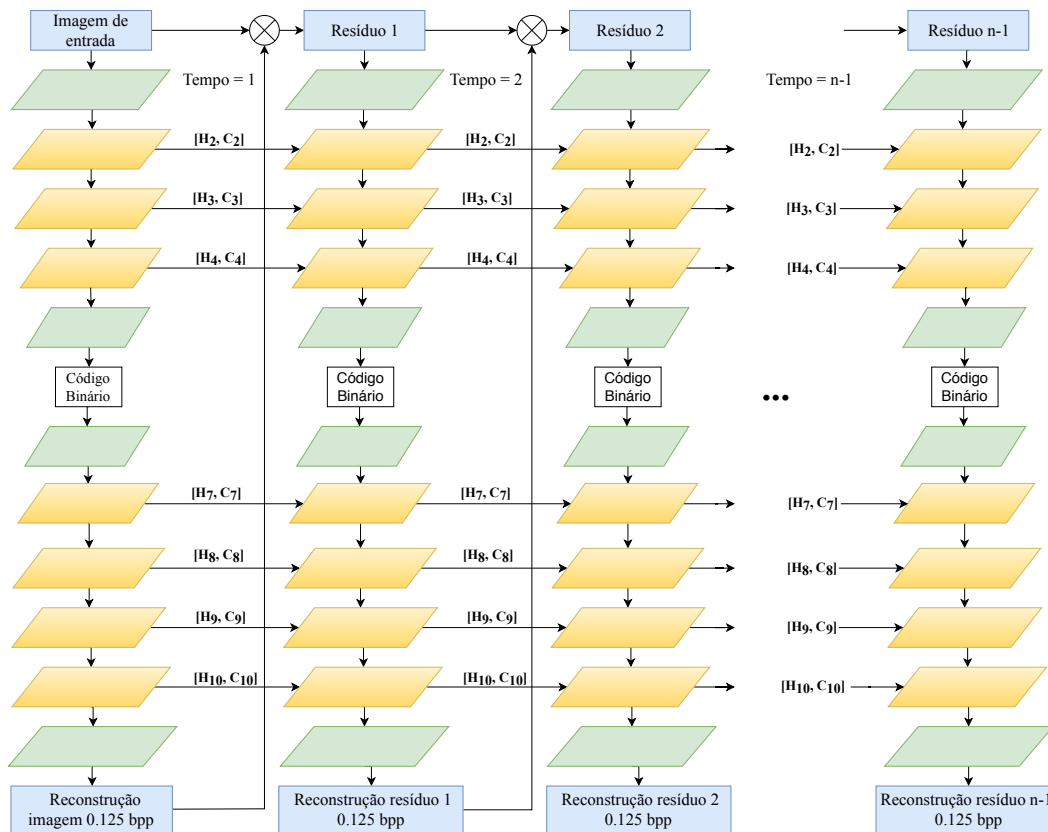 Imagem de
entrada
Resíduo 1
Resíduo 2
Resíduo n-1
Tempo = 1
Tempo = 2
Tempo = n-1
[H2, C2]
[H2, C2]
[H2, C2]
[H3, C3]
[H3, C3]
[H3, C3]
[H4, C4]
[H4, C4]
[H4, C4]
Código
Binário
Código
Binário
Código
Binário
Código
Binário
...
[H7, C7]
[H7, C7]
[H7, C7]
[H8, C8]
[H8, C8]
[H8, C8]
[H9, C9]
[H9, C9]
[H9, C9]
[H10, C10]
[H10, C10]
[H10, C10]
Reconstrução
imagem 0.125 bpp
Reconstrução resíduo 1
0.125 bpp
Reconstrução resíduo 2
0.125 bpp
Reconstrução resíduo n-1
0.125 bpp